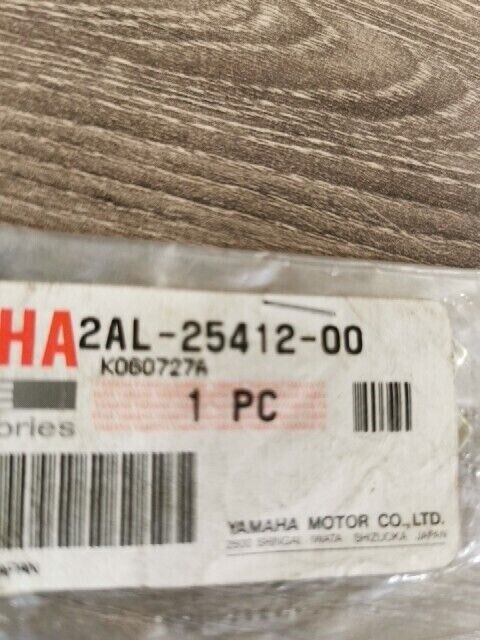 HA 2AL-25412-00
K060727A
1 PC
ories
YAMAHA MOTOR CO., LTD.
2500 SHINGAI IWATA SHIZUOKA JAPAN